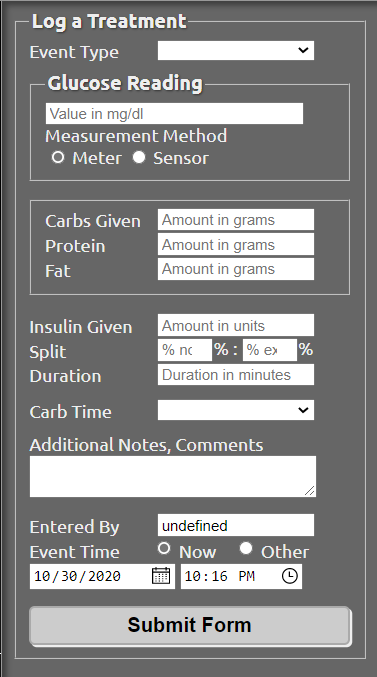 Log a Treatment
Event Type
Glucose Reading
Value in mg/dl
Measurement Method
Meter Sensor
Carbs Given Amount in grams
Protein Amount in grams
Fat Amount in grams
Insulin Given Amount in units
Split % no % : % ex %
Duration Duration in minutes
Carb Time
Additional Notes, Comments
Entered By undefined
Event Time Now Other
10/30/2020 10:16 PM
Submit Form